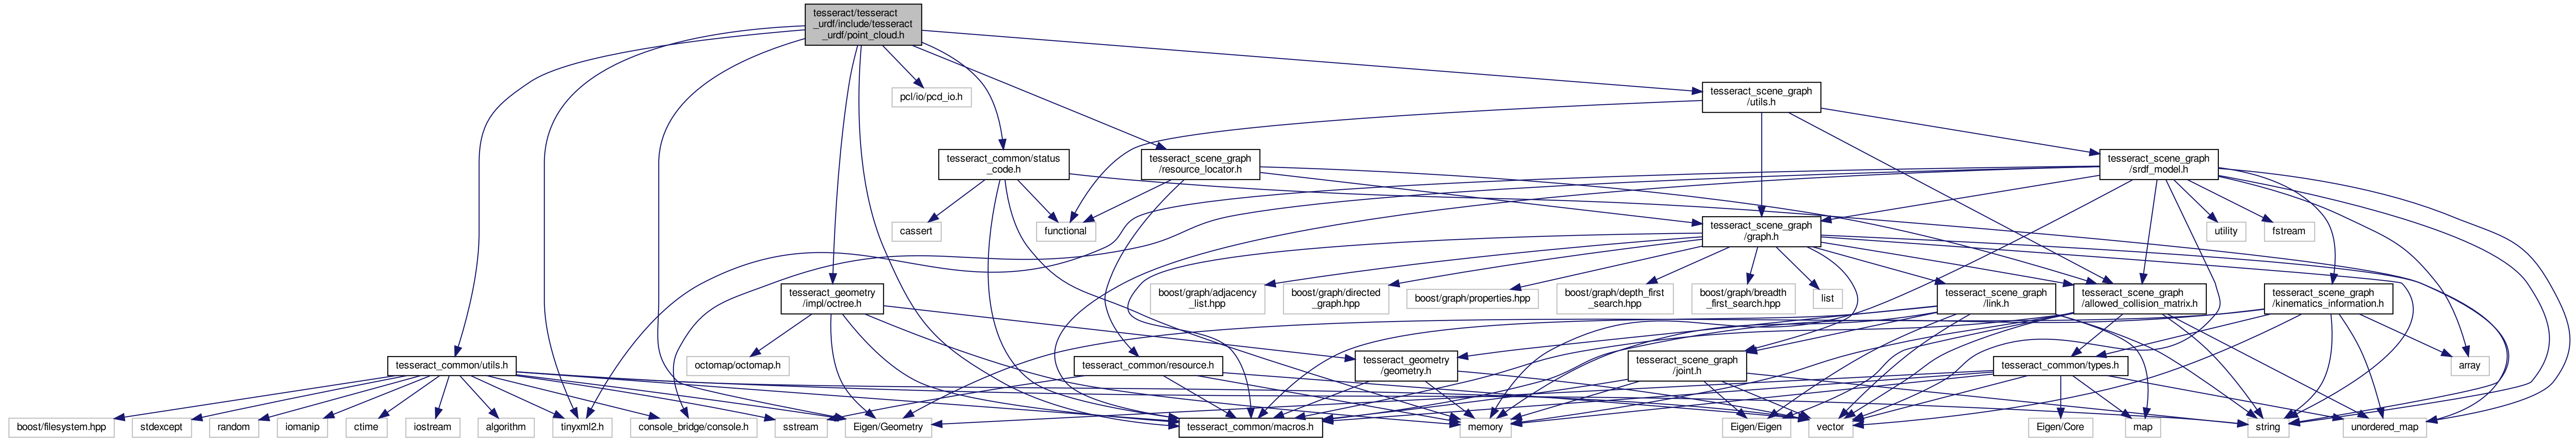 tesseract/tesseract
_urdf/include/tesseract
_urdf/point_cloud.h
pcl/io/pcd_io.h
tesseract_scene_graph
/utils.h
tesseract_common/status
_code.h
tesseract_scene_graph
/resource_locator.h
tesseract_scene_graph
/srdf_model.h
cassert
functional
tesseract_scene_graph
/graph.h
utility
fstream
tesseract_geometry
/impl/octree.h
boost/graph/adjacency
_list.hpp
boost/graph/directed
_graph.hpp
boost/graph/properties.hpp
boost/graph/depth_first
_search.hpp
boost/graph/breadth
_first_search.hpp
list
tesseract_scene_graph
/link.h
tesseract_scene_graph
/allowed_collision_matrix.h
tesseract_scene_graph
/kinematics_information.h
tesseract_common/utils.h
octomap/octomap.h
tesseract_common/resource.h
tesseract_geometry
/geometry.h
tesseract_scene_graph
/joint.h
tesseract_common/types.h
array
boost/filesystem.hpp
stdexcept
random
iomanip
ctime
iostream
algorithm
tinyxml2.h
console_bridge/console.h
sstream
Eigen/Geometry
tesseract_common/macros.h
memory
Eigen/Eigen
vector
Eigen/Core
map
string
unordered_map